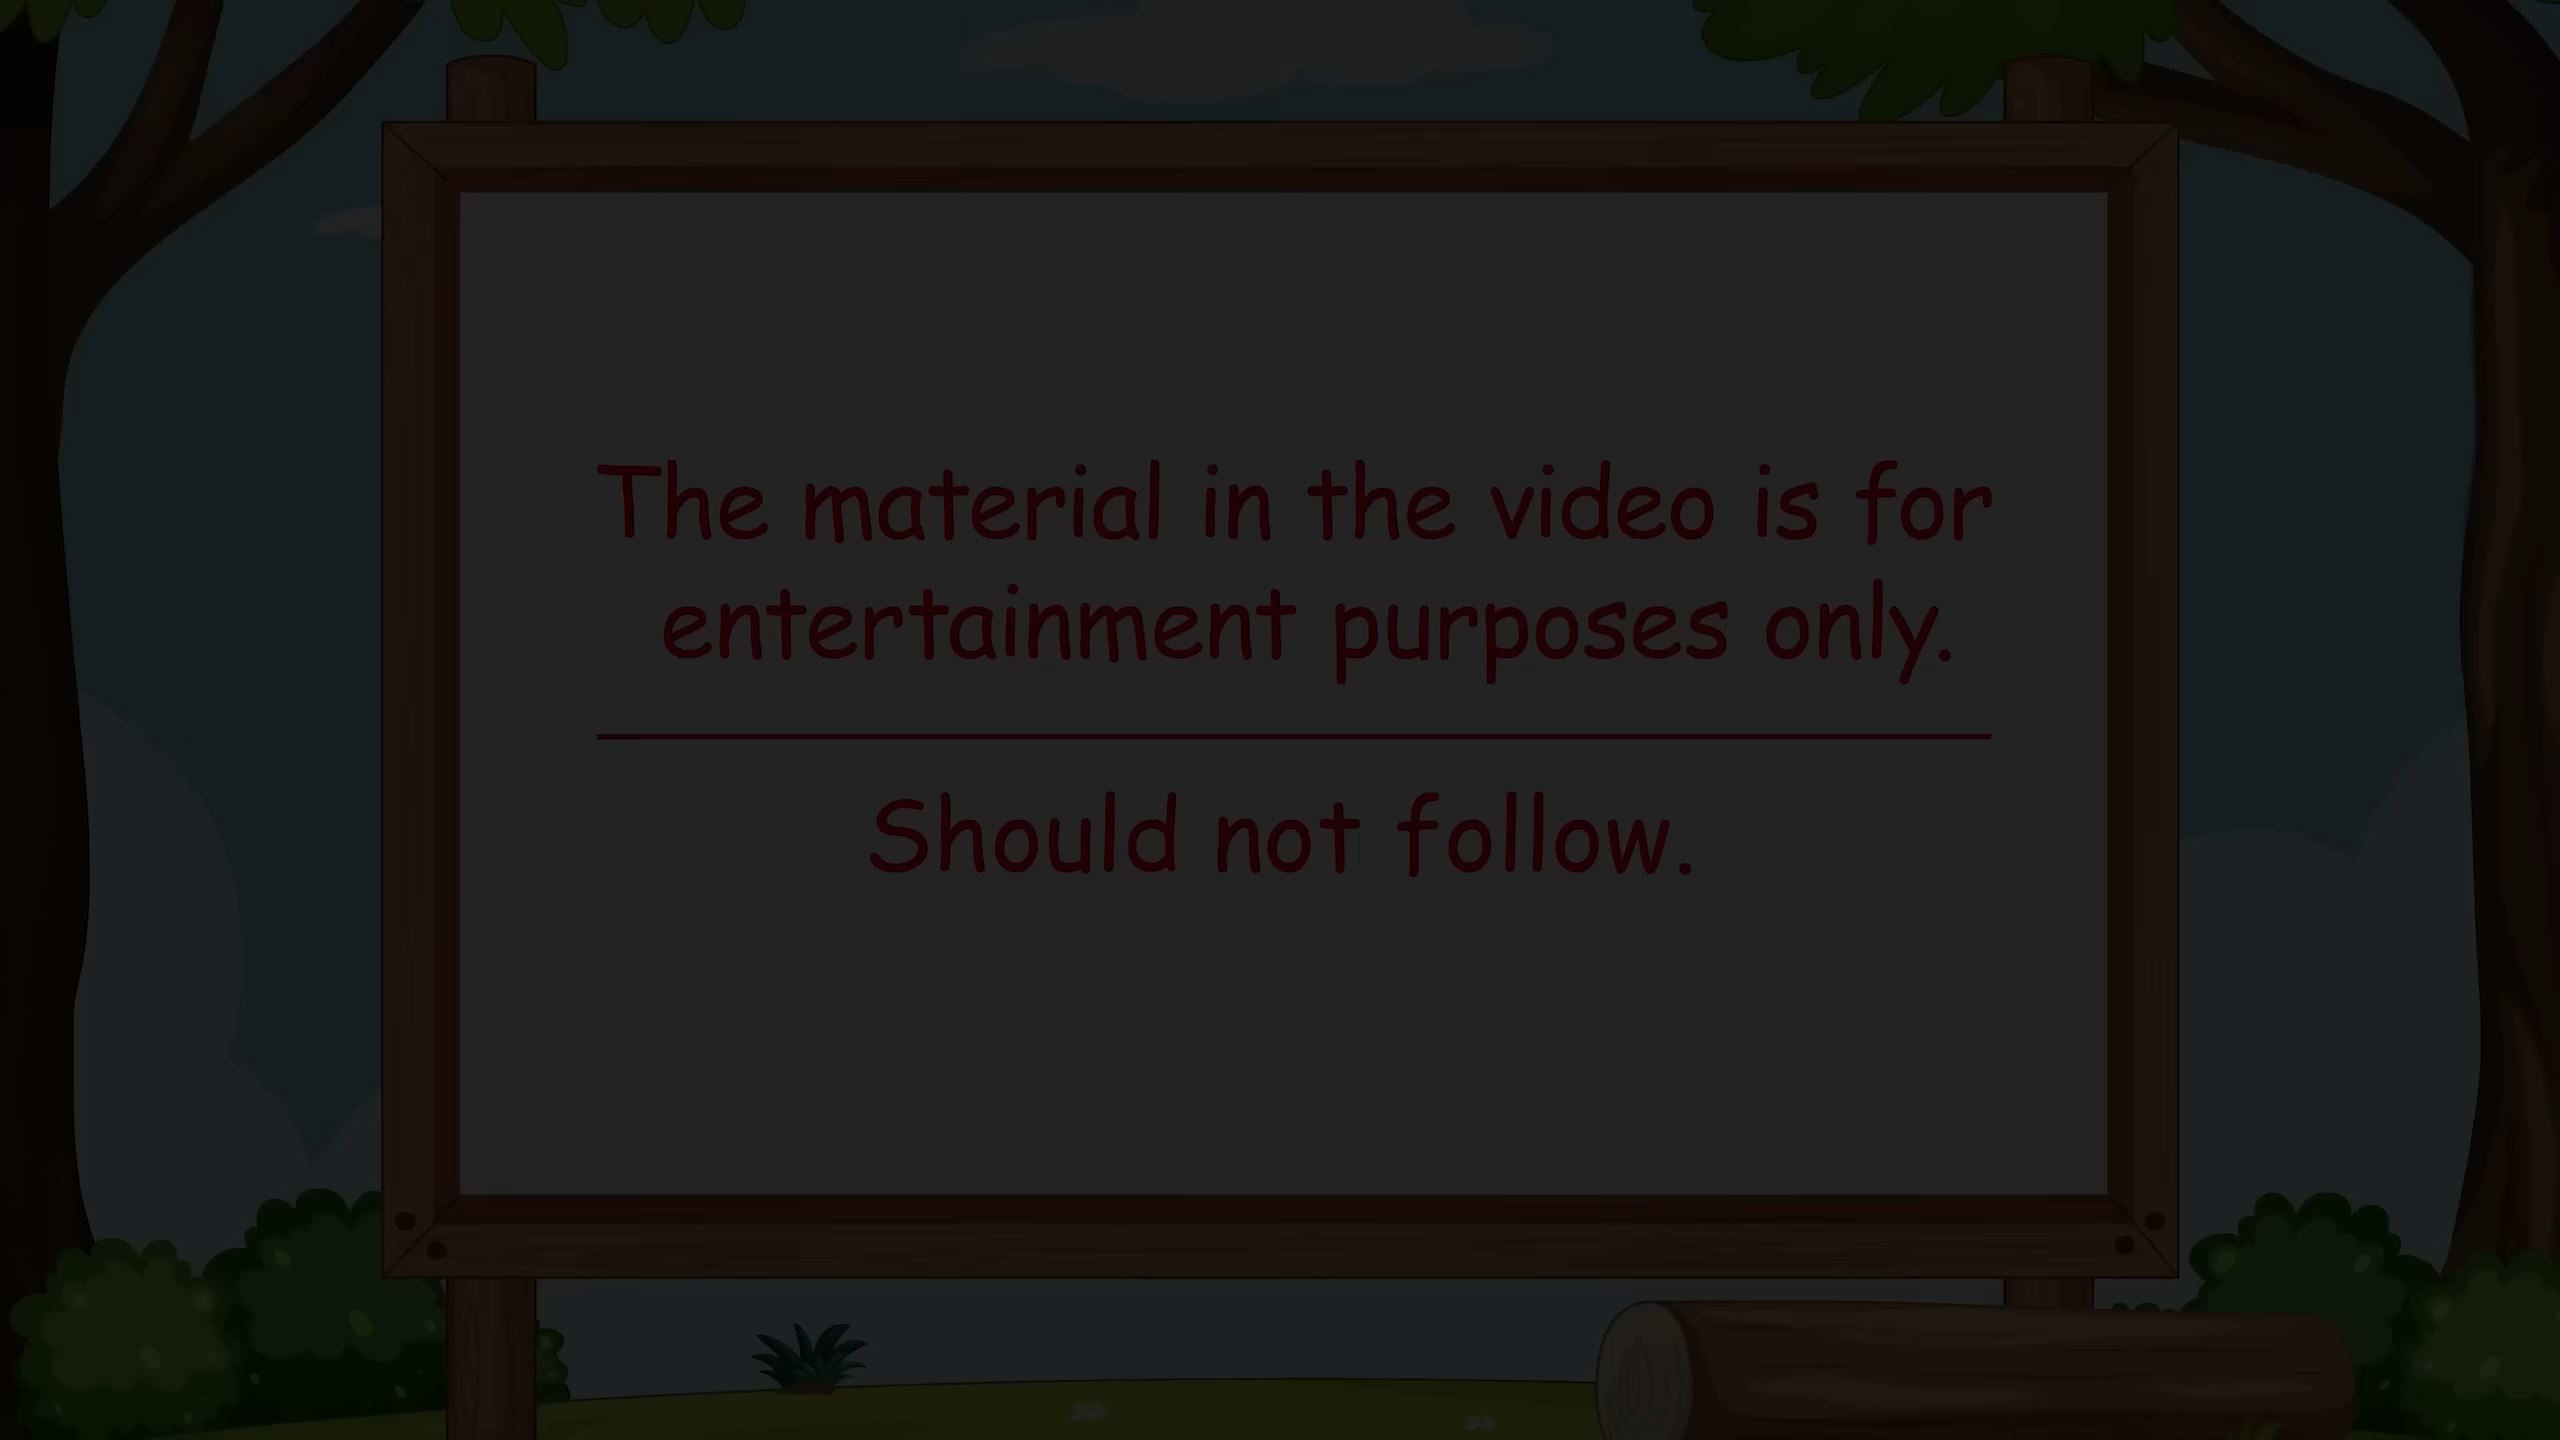 The material in the video is for
entertainment purposes only.
Should not follow.